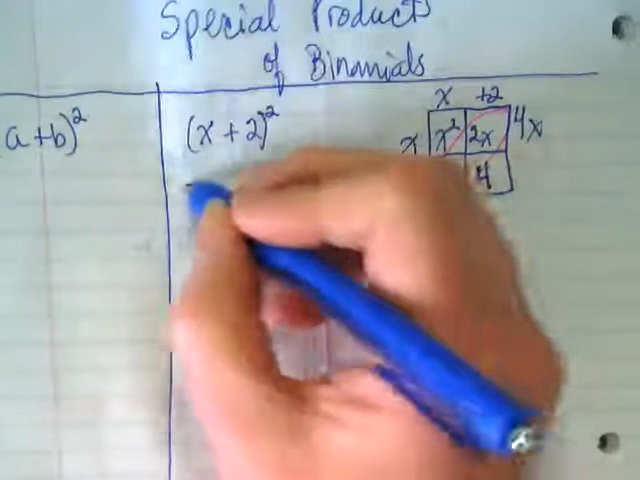 Special Products
of Binomials
a+b)²
(x + 2)²
x +2
x x² 2x 4x
4